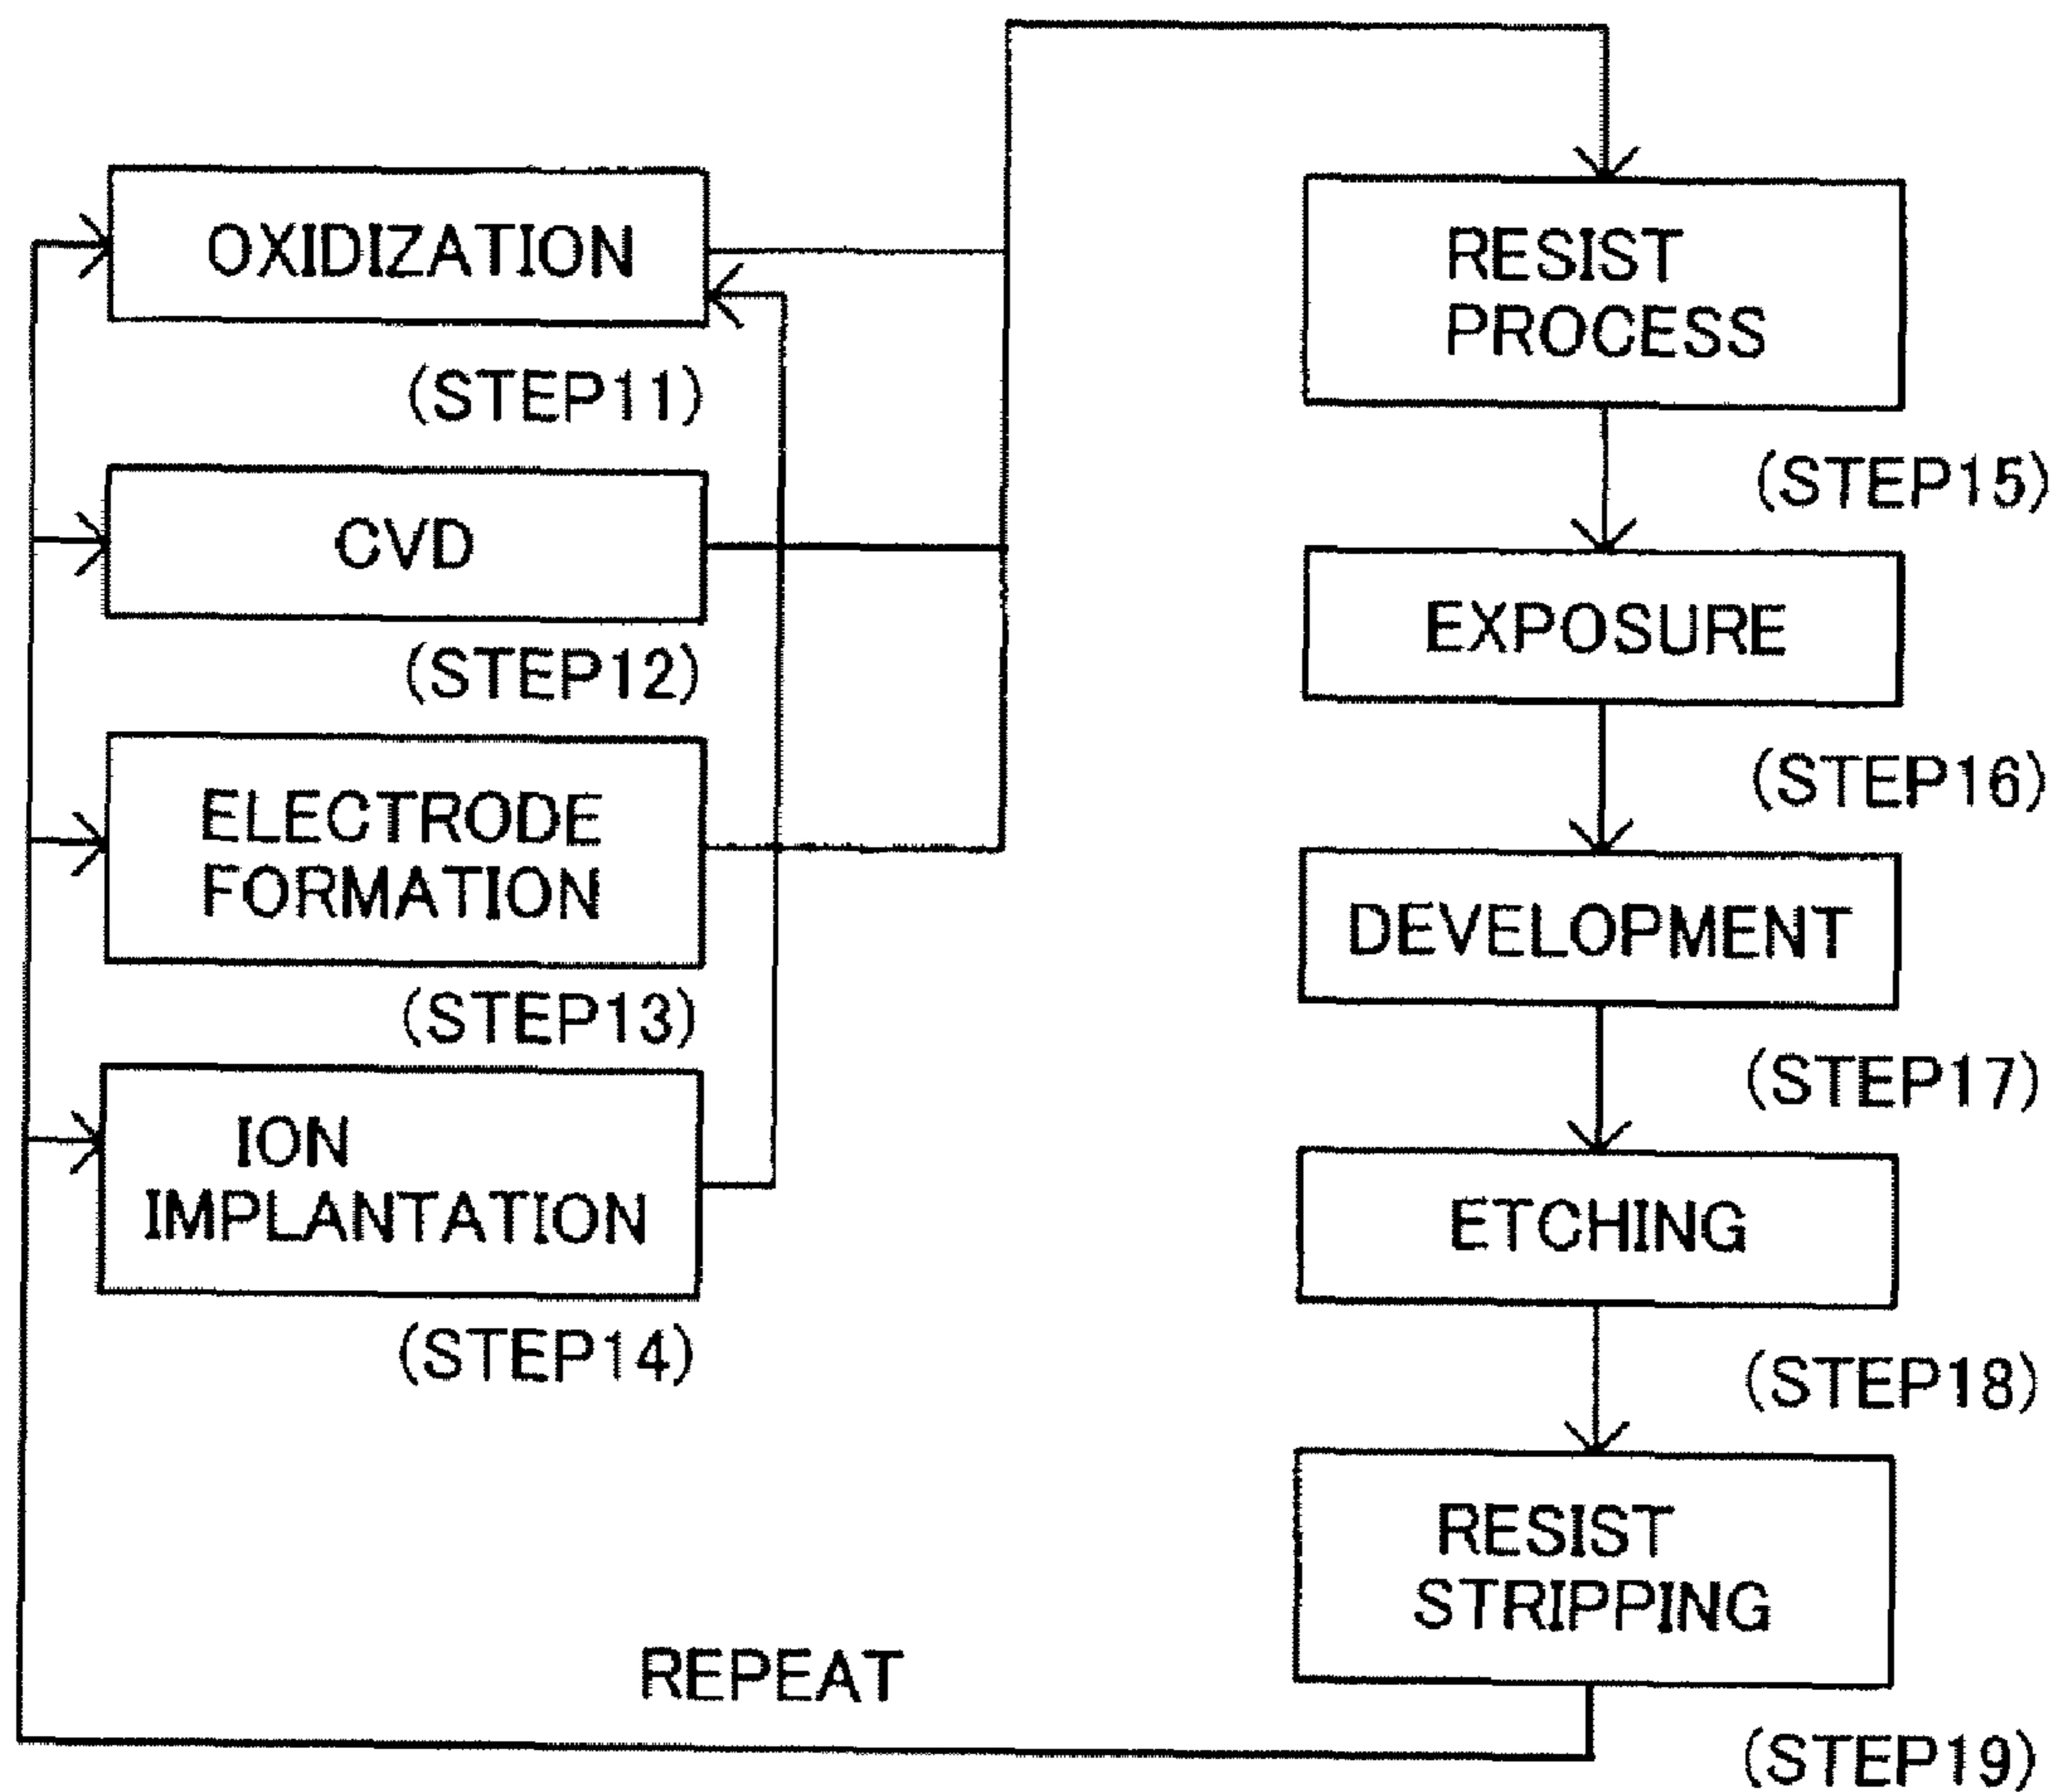 OXIDIZATION
(STEP11)
CVD
(STEP12)
ELECTRODE
FORMATION
(STEP13)
ION
IMPLANTATION
(STEP14)
RESIST
PROCESS
(STEP15)
EXPOSURE
(STEP16)
DEVELOPMENT
(STEP17)
ETCHING
(STEP18)
RESIST
STRIPPING
(STEP19)
REPEAT